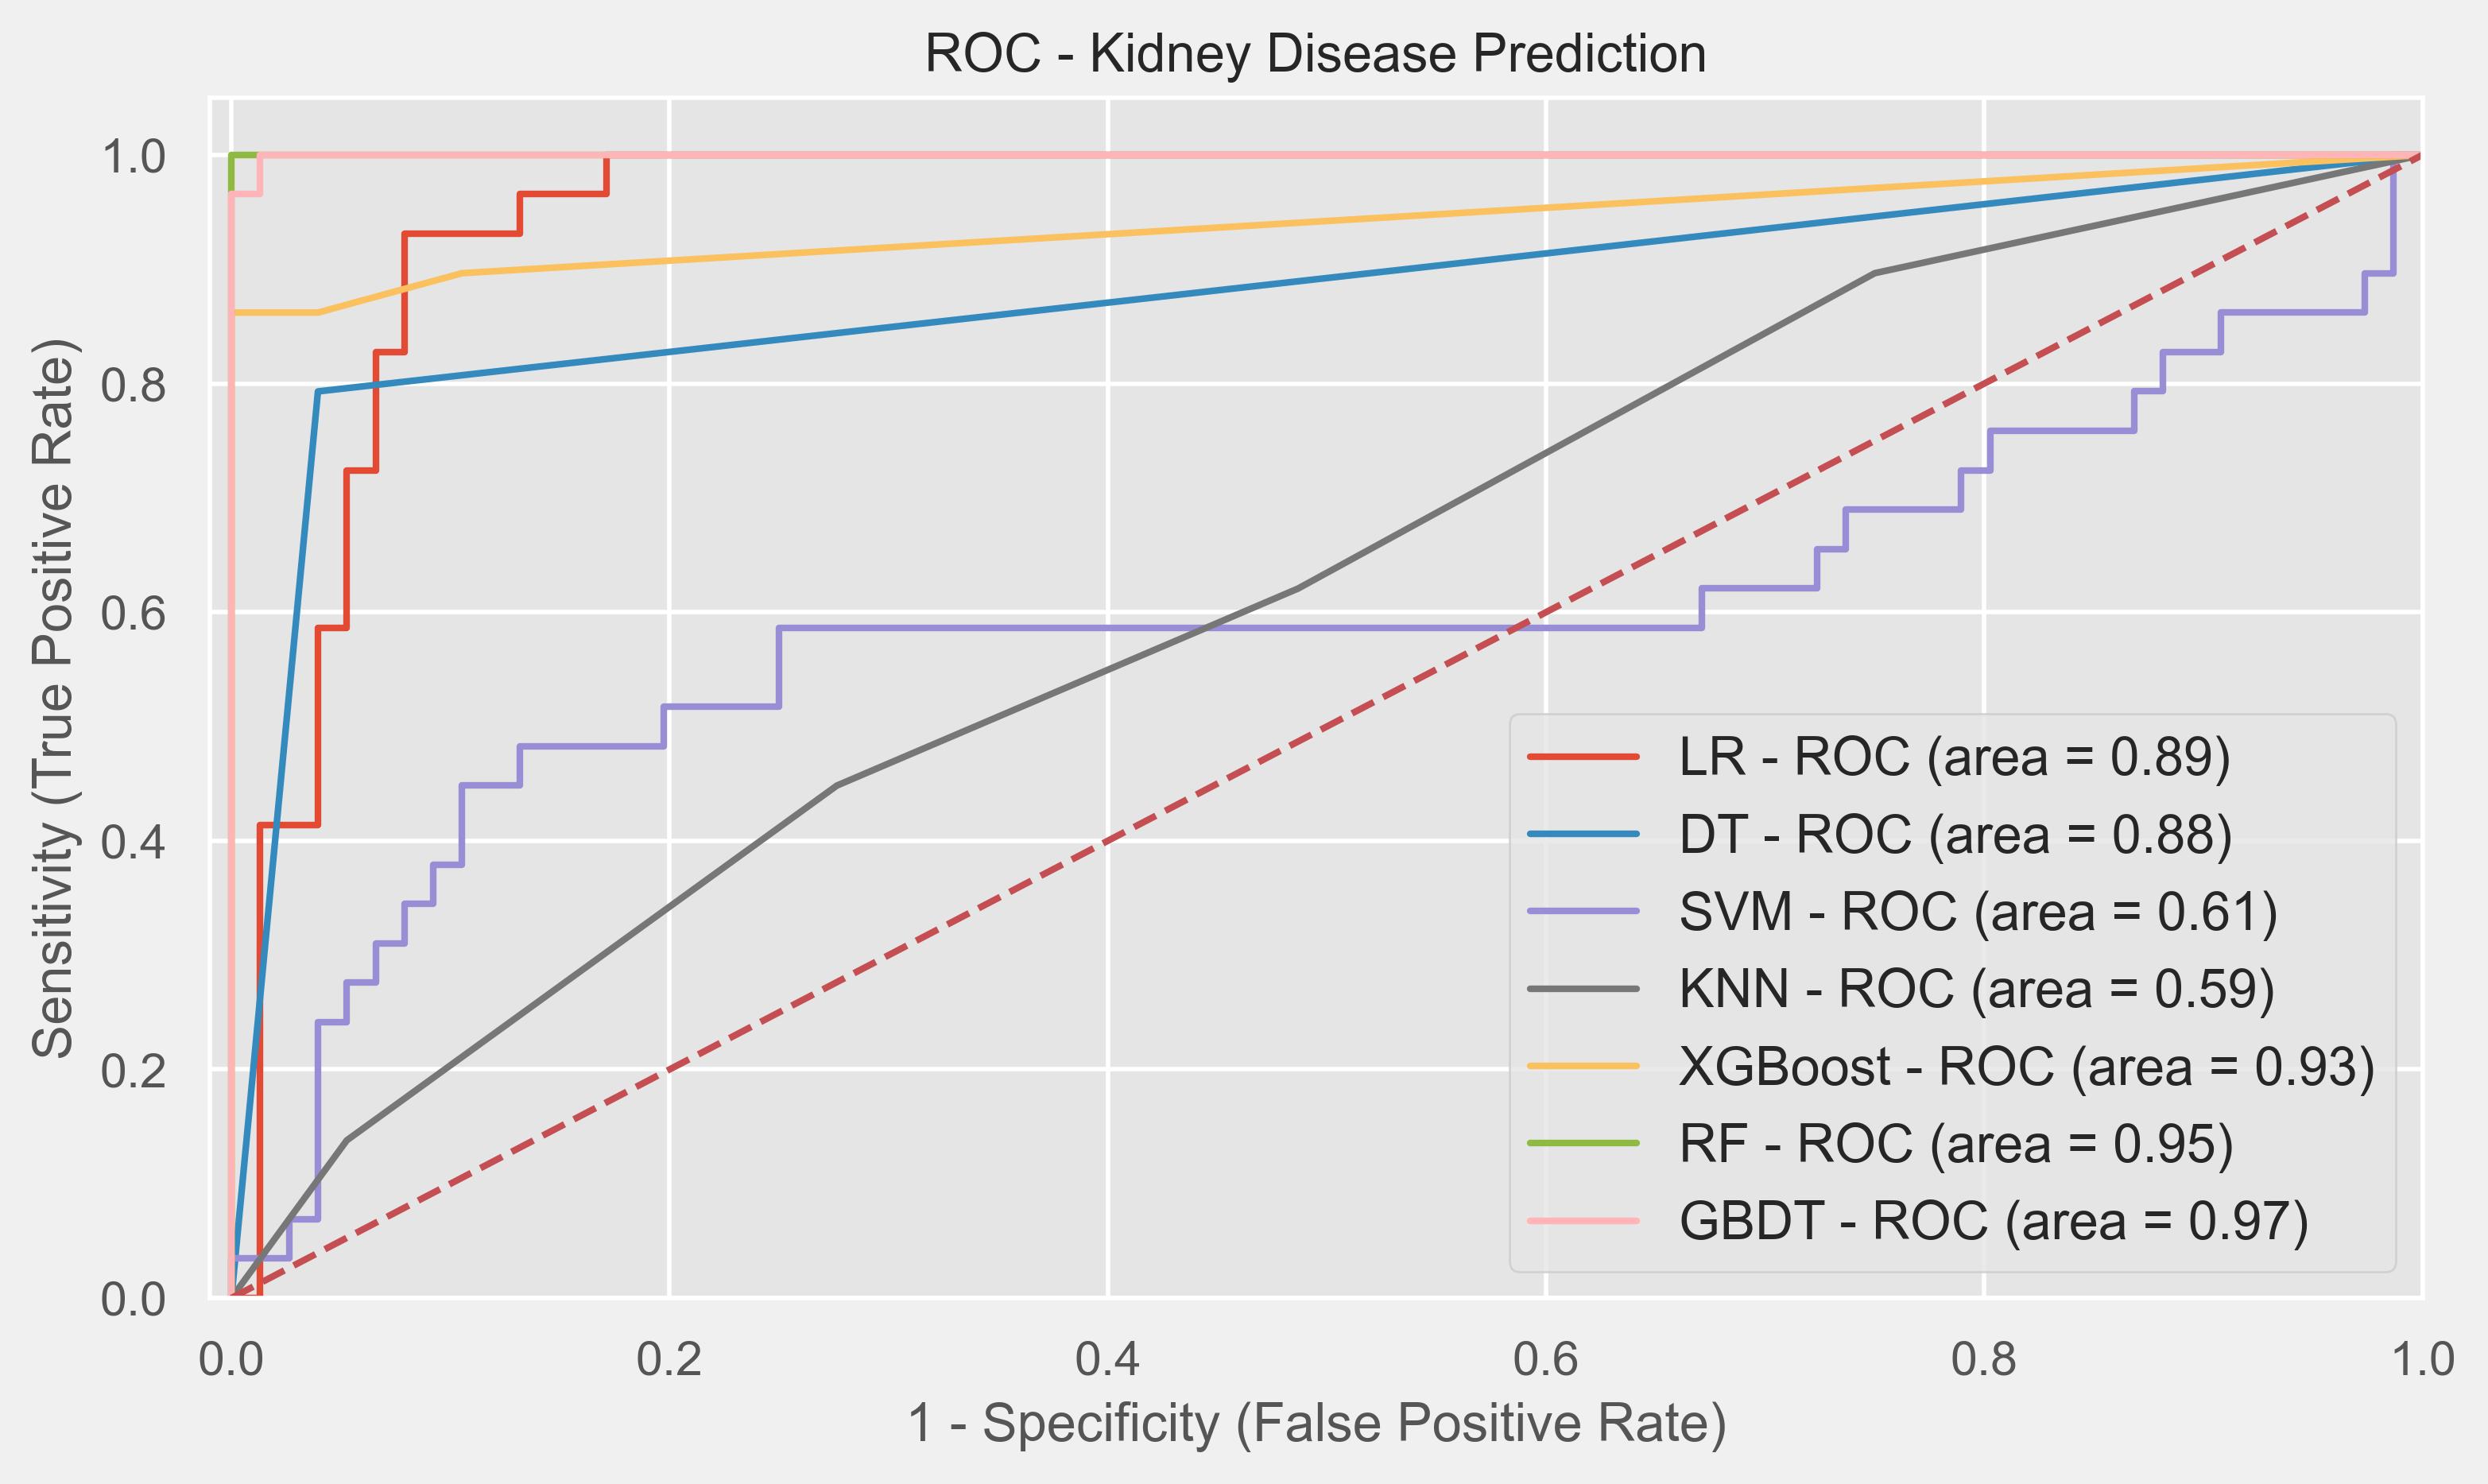 ROC - Kidney Disease Prediction
Sensitivity (True Positive Rate)
1.0
0.8
0.6
0.4
0.2
0.0
LR - ROC (area = 0.89)
DT - ROC (area = 0.88)
SVM - ROC (area = 0.61)
KNN - ROC (area = 0.59)
XGBoost - ROC (area = 0.93)
RF - ROC (area = 0.95)
GBDT - ROC (area = 0.97)
0.0 0.2 0.4 0.6 0.8 1.0
1 - Specificity (False Positive Rate)